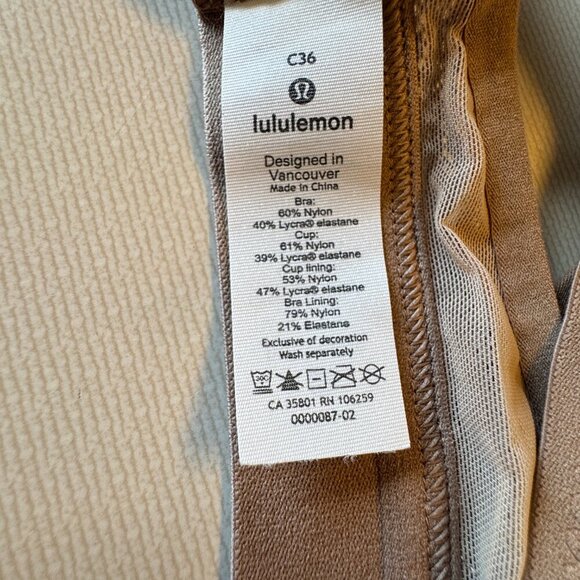 C36
lululemon
Designed in
Vancouver
Made in China
Bra:
60% Nylon
40% Lycra® elastane
Cup:
61% Nylon
39% Lycra® elastane
Cup lining:
53% Nylon
47% Lycra® elastane
Bra Lining:
79% Nylon
21% Elastane
Exclusive of decoration
Wash separately
30C
CA 35801 RN 106259
0000087-02